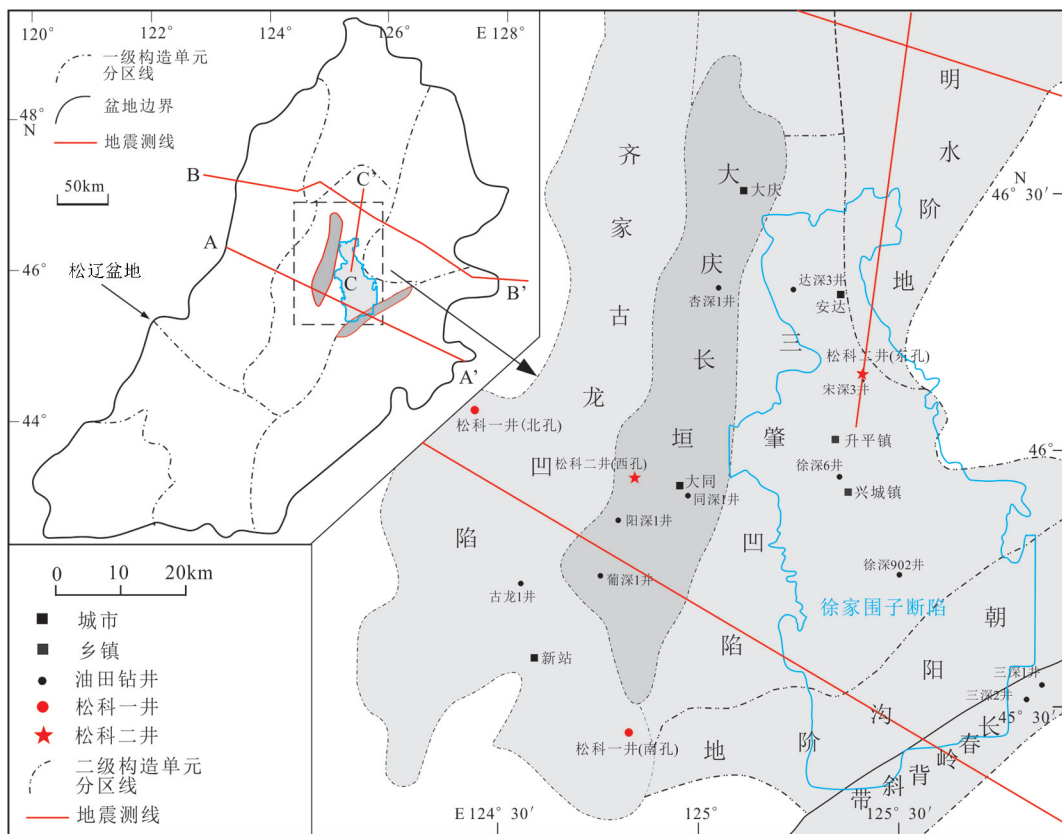 120°
122°
124°
126°
E 128°
一级构造单元
分区线
盆地边界
地震测线
50km
48°
N
46°
44°
松辽盆地
B
A
C'
C
B'
A'
0 10 20km
城市
乡镇
油田钻井
松科一井
松科二井
二级构造单元
分区线
地震测线
齐家古龙凹陷
大庆长垣
三肇凹陷
明水阶地
朝阳沟阶地
长春岭背斜带
徐家围子断陷
大庆
杏深1井
达深3井
安达
松科二井(东孔)
宋深3井
升平镇
徐深6井
兴城镇
徐深902井
松科一井(北孔)
松科二井(西孔)
大同
同深1井
阳深1井
葡深1井
古龙1井
新站
松科一井(南孔)
三深1井
三深2井
N
46° 30′
46°
45° 30′
E 124° 30′
125°
125° 30′